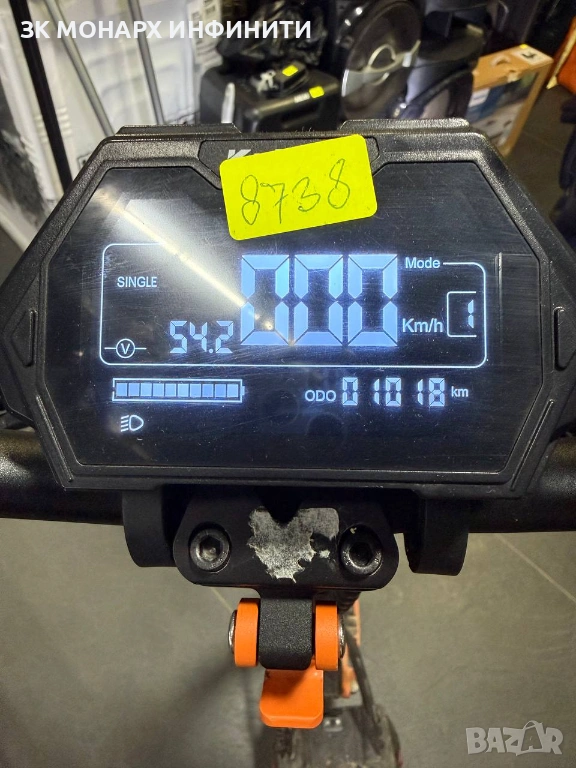 ЗК МОНАРХ ИНФИНИТИ
8738
Mode
SINGLE
000
1
V
54.2
Km/h
ODO 01018 km
BAZAR